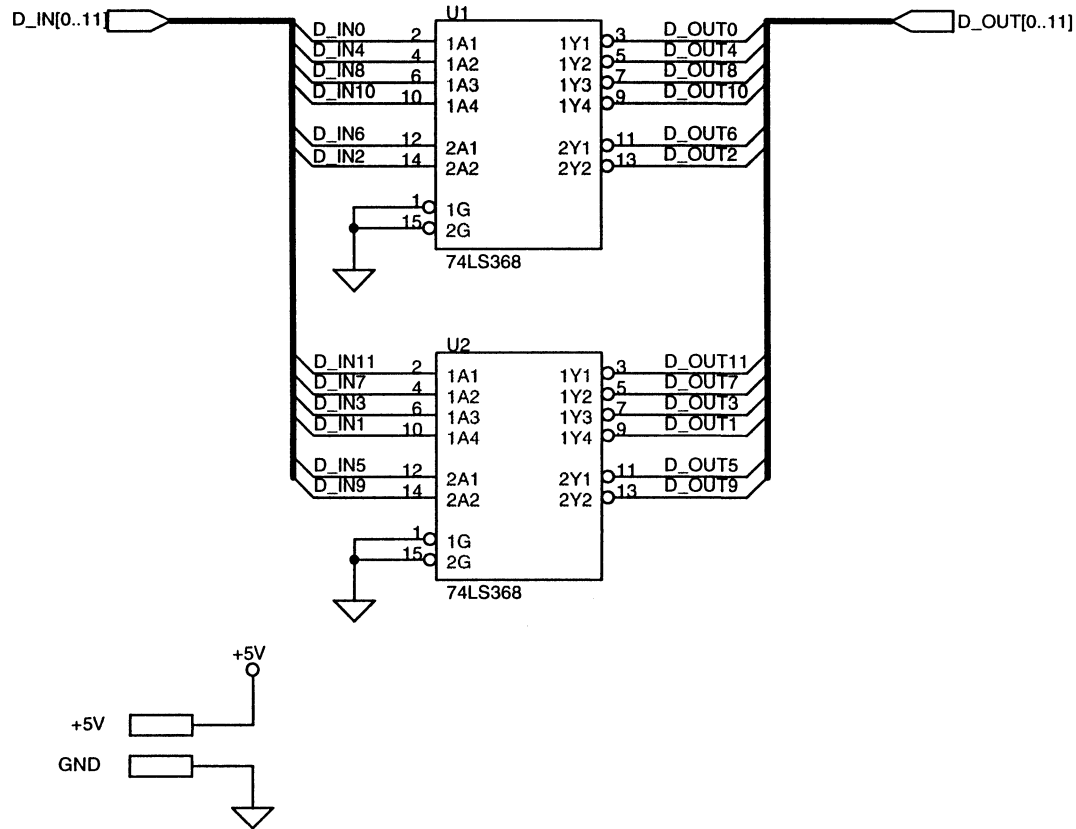 D_IN[0..11]
D_OUT[0..11]
U1
D_IN0 2 1A1 1Y1 3 D_OUT0
D_IN4 4 1A2 1Y2 5 D_OUT4
D_IN8 6 1A3 1Y3 7 D_OUT8
D_IN10 10 1A4 1Y4 9 D_OUT10
D_IN6 12 2A1 2Y1 11 D_OUT6
D_IN2 14 2A2 2Y2 13 D_OUT2
1 1G
15 2G
74LS368
U2
D_IN11 2 1A1 1Y1 3 D_OUT11
D_IN7 4 1A2 1Y2 5 D_OUT7
D_IN3 6 1A3 1Y3 7 D_OUT3
D_IN1 10 1A4 1Y4 9 D_OUT1
D_IN5 12 2A1 2Y1 11 D_OUT5
D_IN9 14 2A2 2Y2 13 D_OUT9
1 1G
15 2G
74LS368
+5V
+5V
GND